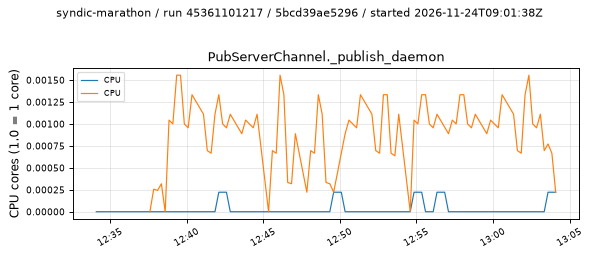 syndic-marathon / run 45361101217 / 5bcd39ae5296 / started 2026-11-24T09:01:38Z
PubServerChannel._publish_daemon
CPU cores (1.0 = 1 core)
0.00150
0.00125
0.00100
0.00075
0.00050
0.00025
0.00000
CPU
CPU
12:35
12:40
12:45
12:50
12:55
13:00
13:05